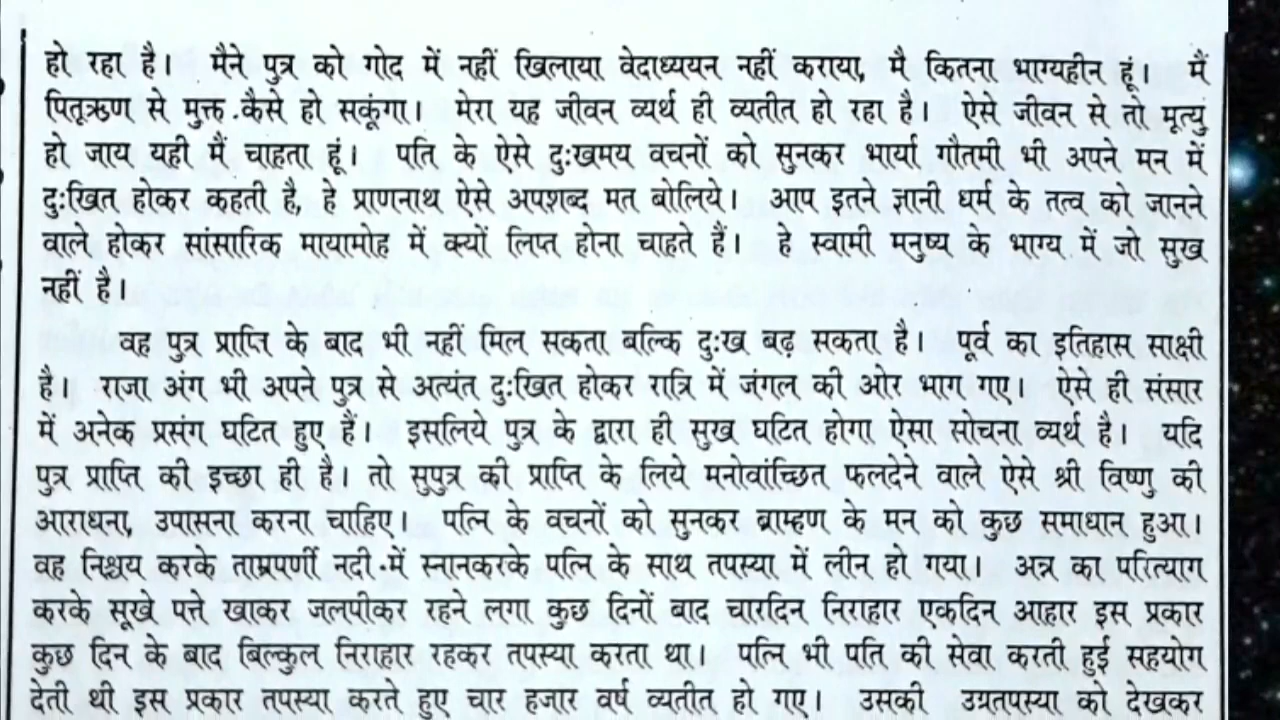 हो रहा है। मैने पुत्र को गोद में नहीं खिलाया वेदाध्ययन नहीं कराया, मै कितना भाग्यहीन हूं। मैं
पितृऋण से मुक्त कैसे हो सकूंगा। मेरा यह जीवन व्यर्थ ही व्यतीत हो रहा है। ऐसे जीवन से तो मृत्यु
हो जाय यही मैं चाहता हूं। पति के ऐसे दुःखमय वचनों को सुनकर भार्या गौतमी भी अपने मन में
दुःखित होकर कहती है, हे प्राणनाथ ऐसे अपशब्द मत बोलिये। आप इतने ज्ञानी धर्म के तत्व को जानने
वाले होकर सांसारिक मायामोह में क्यों लिप्त होना चाहते हैं। हे स्वामी मनुष्य के भाग्य में जो सुख
नहीं है।
वह पुत्र प्राप्ति के बाद भी नहीं मिल सकता बल्कि दुःख बढ़ सकता है। पूर्व का इतिहास साक्षी
है। राजा अंग भी अपने पुत्र से अत्यंत दुःखित होकर रात्रि में जंगल की ओर भाग गए। ऐसे ही संसार
में अनेक प्रसंग घटित हुए हैं। इसलिये पुत्र के द्वारा ही सुख घटित होगा ऐसा सोचना व्यर्थ है। यदि
पुत्र प्राप्ति की इच्छा ही है। तो सुपुत्र की प्राप्ति के लिये मनोवांच्छित फलदेने वाले ऐसे श्री विष्णु की
आराधना, उपासना करना चाहिए। पत्नि के वचनों को सुनकर ब्राम्हण के मन को कुछ समाधान हुआ।
वह निश्चय करके ताम्रपर्णी नदी में स्नानकरके पत्नि के साथ तपस्या में लीन हो गया। अन्न का परित्याग
करके सूखे पत्ते खाकर जलपीकर रहने लगा कुछ दिनों बाद चारदिन निराहार एकदिन आहार इस प्रकार
कुछ दिन के बाद बिल्कुल निराहार रहकर तपस्या करता था। पत्नि भी पति की सेवा करती हुई सहयोग
देती थी इस प्रकार तपस्या करते हुए चार हजार वर्ष व्यतीत हो गए। उसकी उग्रतपस्या को देखकर